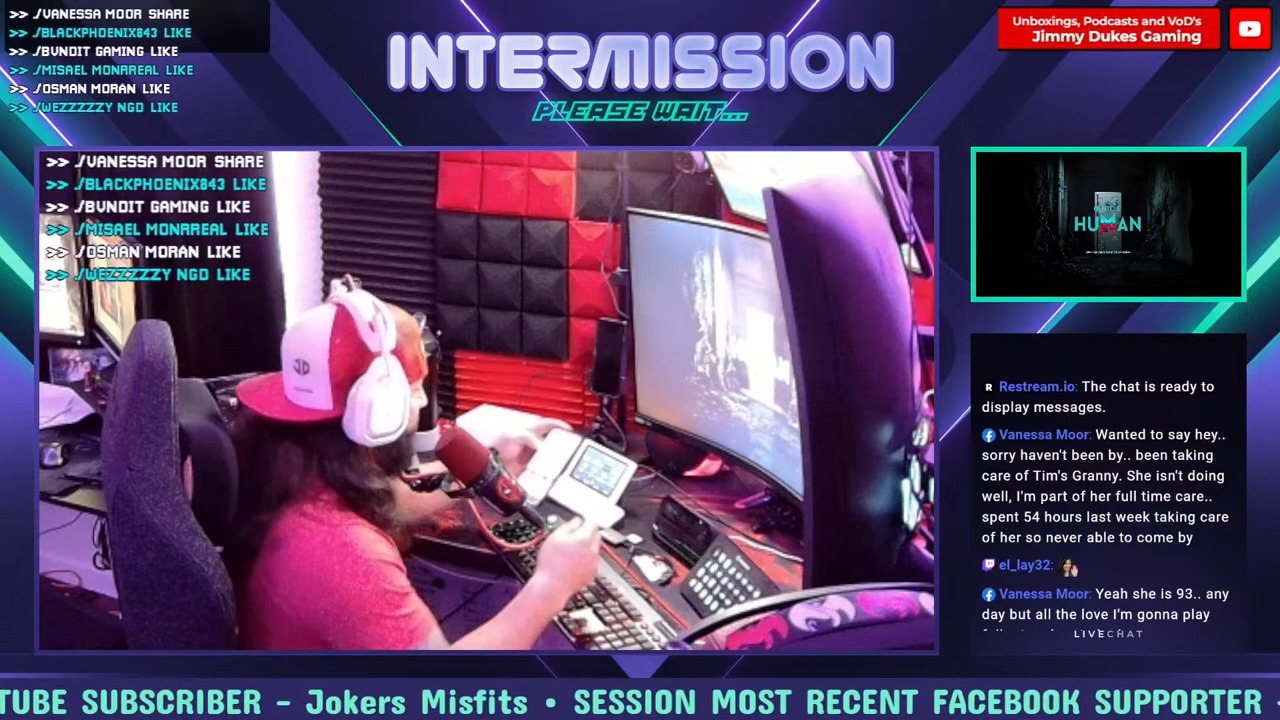 >> ./VANESSA MOOR SHARE
>> ./BLACKPHOENIX843 LIKE
>> ./BVNDIT GAMING LIKE
>> ./MISAEL MONRREAL LIKE
>> ./OSMAN MORAN LIKE
>> ./WEZZZZZY NGO LIKE
INTERMISSION
PLEASE WAIT...
Unboxings, Podcasts and VoD's
Jimmy Dukes Gaming
>> ./VANESSA MOOR SHARE
>> ./BLACKPHOENIX843 LIKE
>> ./BVNDIT GAMING LIKE
>> ./MISAEL MONRREAL LIKE
>> ./OSMAN MORAN LIKE
>> ./WEZZZZZY NGO LIKE
JD
HUMAN
R Restream.io: The chat is ready to
display messages.
Vanessa Moor: Wanted to say hey..
sorry haven't been by.. been taking
care of Tim's Granny. She isn't doing
well, I'm part of her full time care..
spent 54 hours last week taking care
of her so never able to come by
el_lay32:
Vanessa Moor: Yeah she is 93.. any
day but all the love I'm gonna play
LIVECHAT
TUBE SUBSCRIBER - Jokers Misfits • SESSION MOST RECENT FACEBOOK SUPPORTER